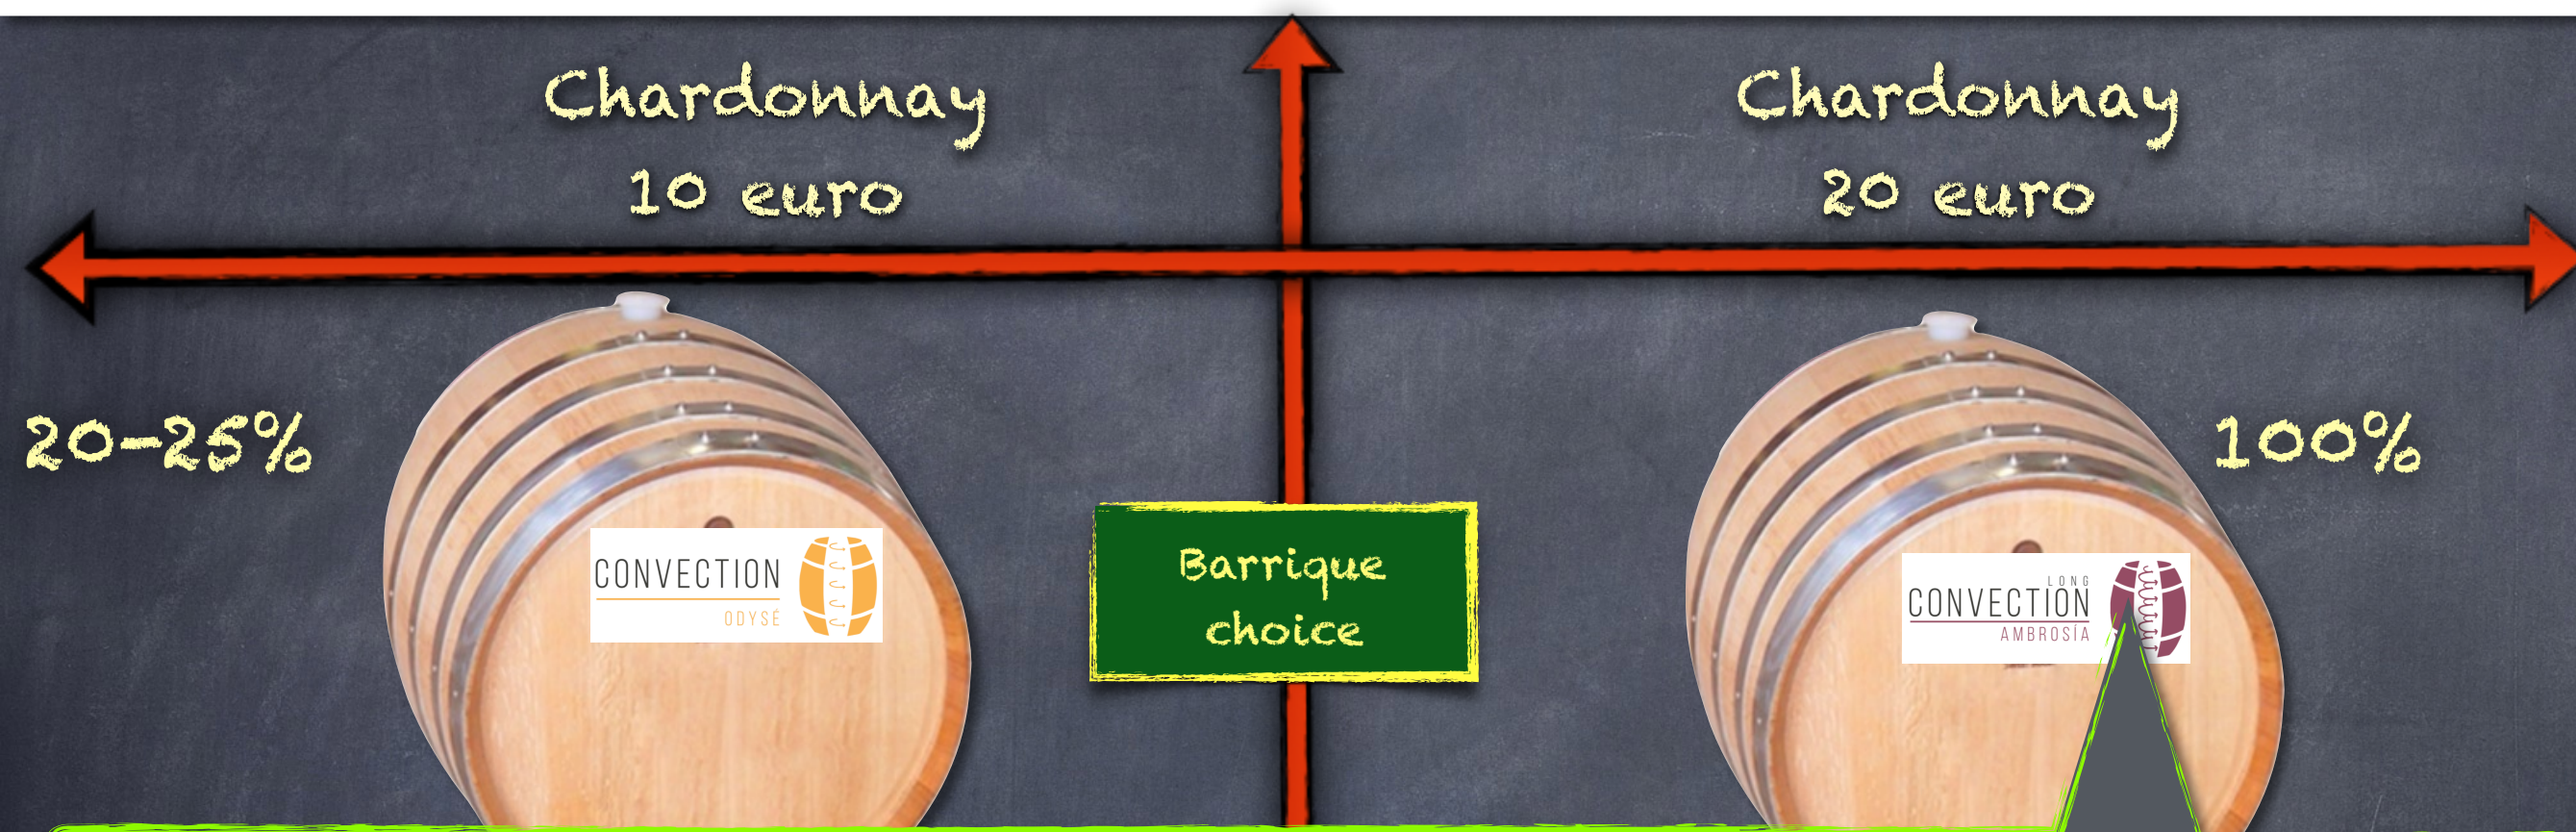 Chardonnay
10 euro
Chardonnay
20 euro
20-25%
100%
CONVECTION
ODYSÉ
Barrique
choice
LONG
CONVECTION
AMBROSÍA